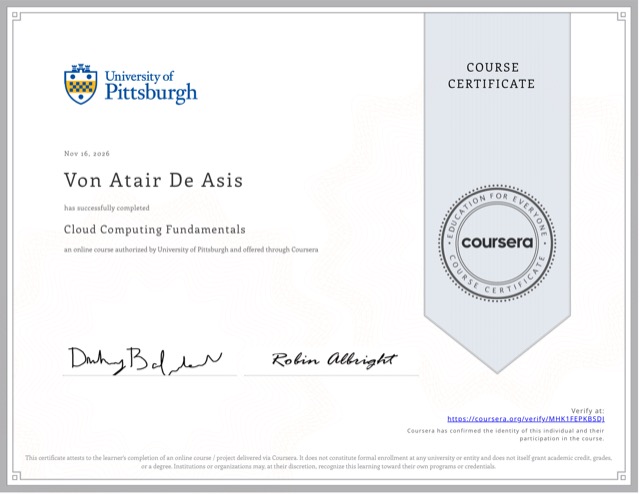 University of
Pittsburgh
COURSE
CERTIFICATE
Nov 16, 2026
Von Atair De Asis
has successfully completed
Cloud Computing Fundamentals
an online course authorized by University of Pittsburgh and offered through Coursera
EDUCATION FOR EVERYONE
coursera
COURSE CERTIFICATE
Robin Albright
Verify at:
https://coursera.org/verify/MHK1FEPKBSDJ
Coursera has confirmed the identity of this individual and their
participation in the course.
This certificate attests to the learner's completion of an online course / project delivered via Coursera. It does not constitute formal enrollment at any university or entity and does not itself grant academic credit, grades,
or a degree. Institutions or organizations may, at their discretion, recognize this learning toward their own programs or credentials.